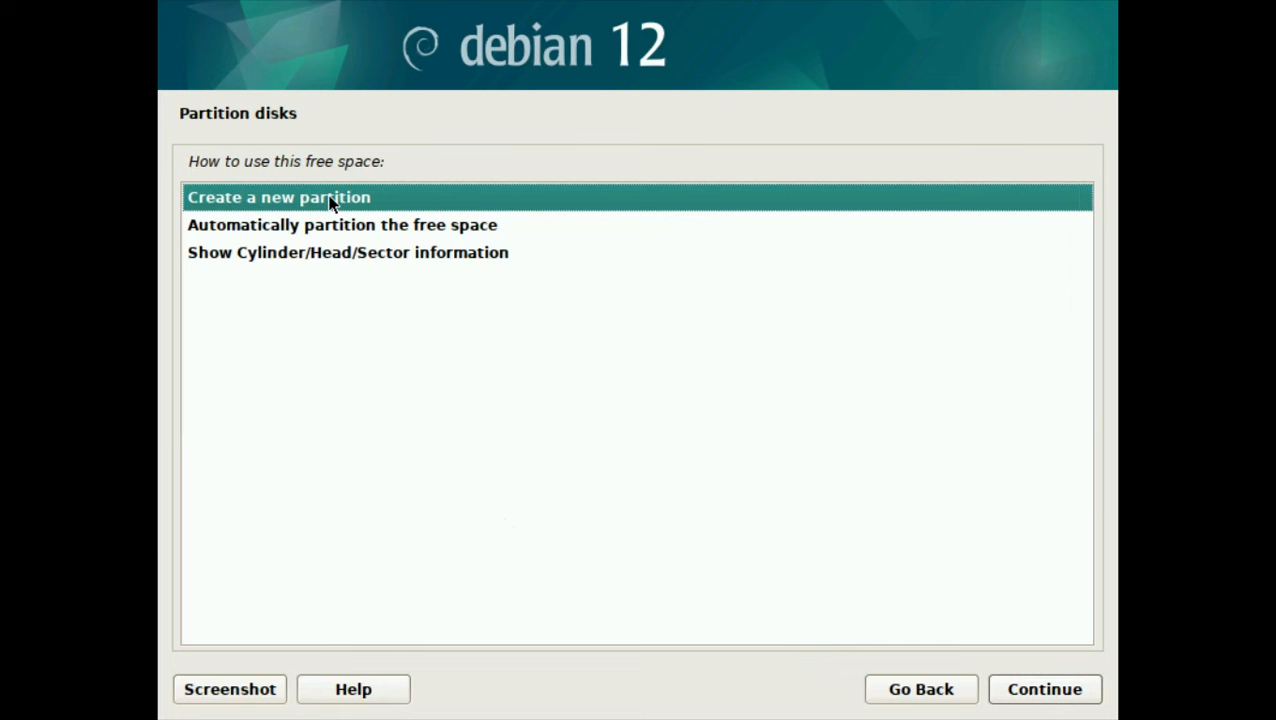 debian 12
Partition disks
How to use this free space:
Create a new partition
Automatically partition the free space
Show Cylinder/Head/Sector information
Screenshot
Help
Go Back
Continue